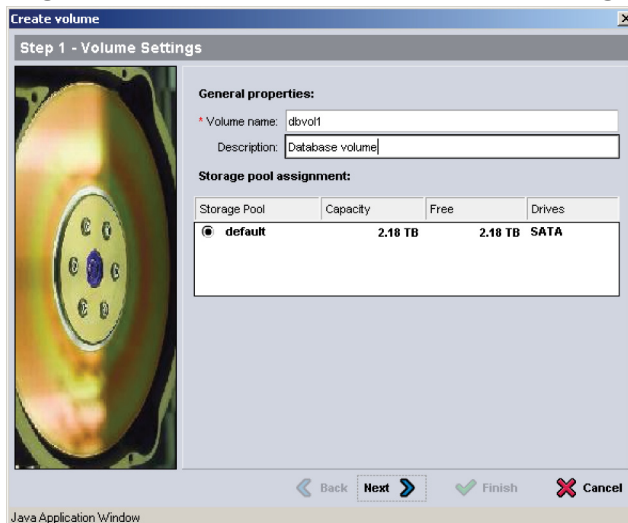 Create volume
Step 1 - Volume Settings
General properties:
* Volume name: dbvol1
Description: Database volume
Storage pool assignment:
Storage Pool Capacity Free Drives
default 2.18 TB 2.18 TB SATA
Back Next Finish Cancel
Java Application Window